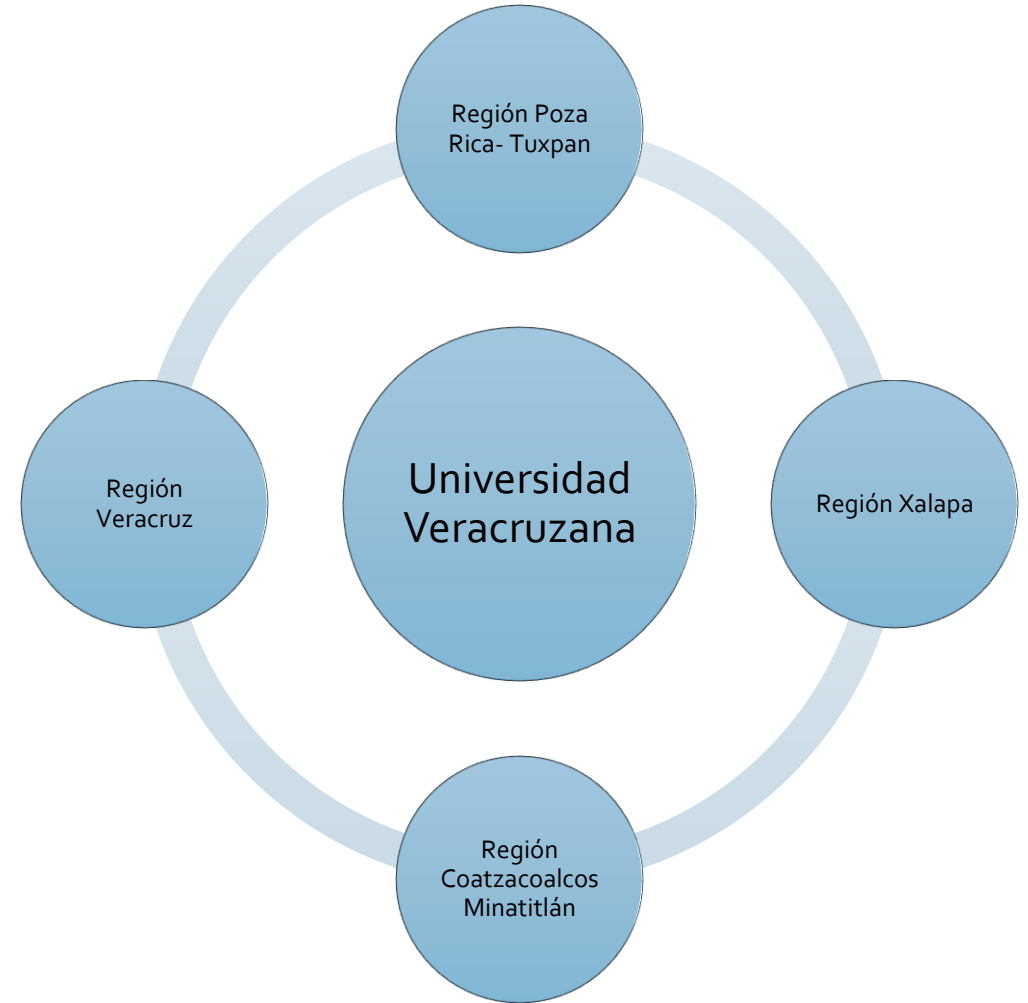 Región Poza
Rica- Tuxpan
Universidad
Veracruzana
Región
Veracruz
Región Xalapa
Región
Coatzacoalcos
Minatitlán